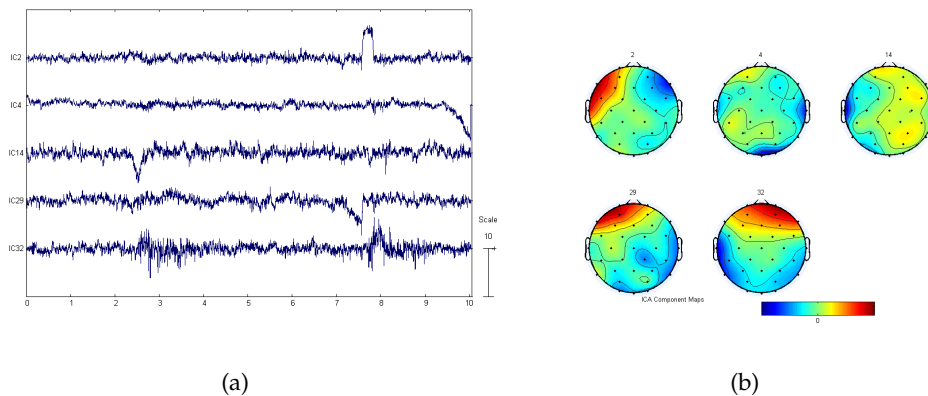 IC2
IC4
IC14
IC29
IC32
0 1 2 3 4 5 6 7 8 9 10
Scale
10
+
(a)
2 4 14
29 32
ICA Component Maps
0
(b)